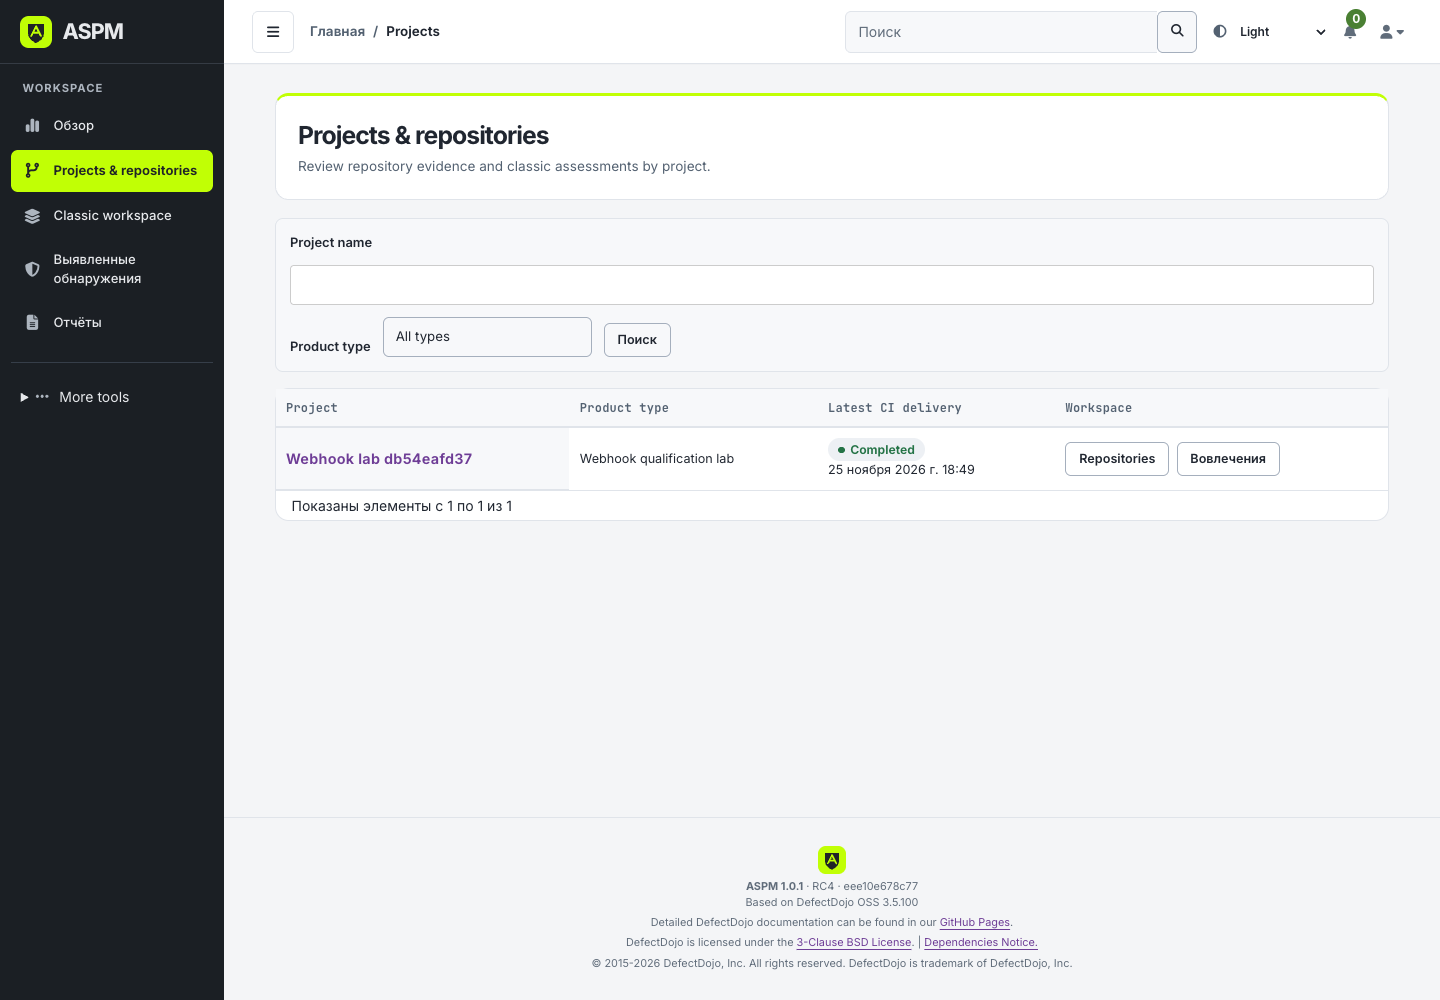 ASPM
Главная / Projects
Поиск
Light
0
WORKSPACE
Обзор
Projects & repositories
Classic workspace
Выявленные
обнаружения
Отчёты
More tools
Projects & repositories
Review repository evidence and classic assessments by project.
Project name
Product type
All types
Поиск
Project Product type Latest CI delivery Workspace
Webhook lab db54eafd37
Webhook qualification lab
Completed
25 ноября 2026 г. 18:49
Repositories
Вовлечения
Показаны элементы с 1 по 1 из 1
ASPM 1.0.1 · RC4 · eee10e678c77
Based on DefectDojo OSS 3.5.100
Detailed DefectDojo documentation can be found in our GitHub Pages.
DefectDojo is licensed under the 3-Clause BSD License. | Dependencies Notice.
© 2015-2026 DefectDojo, Inc. All rights reserved. DefectDojo is trademark of DefectDojo, Inc.